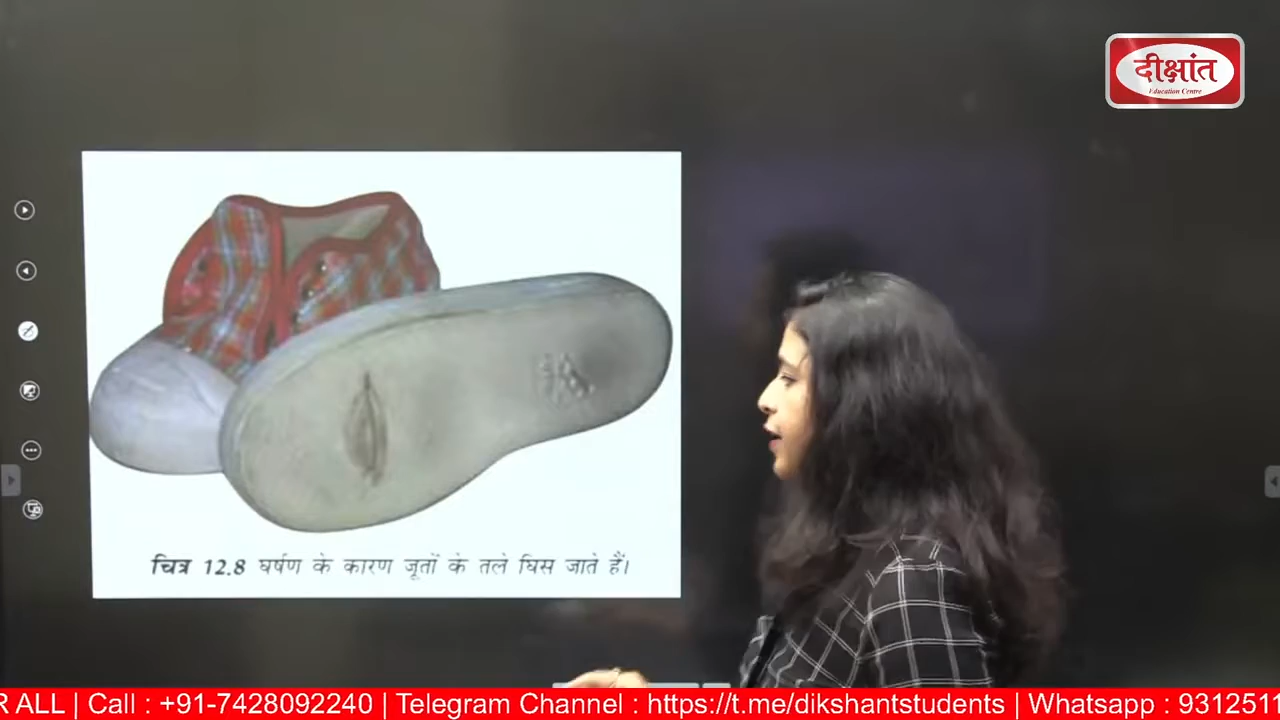 दीक्षांत
Education Centre
चित्र 12.8 घर्षण के कारण जूतों के तले घिस जाते हैं।
R ALL | Call : +91-7428092240 | Telegram Channel : https://t.me/dikshantstudents | Whatsapp : 9312511